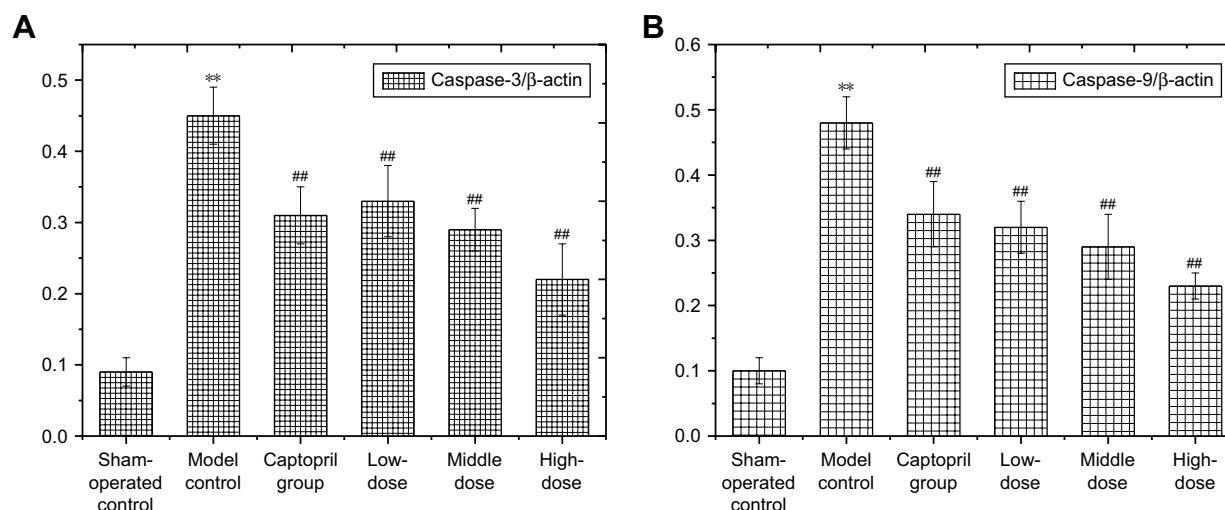 A
Caspase-3/β-actin
0.5
0.4
0.3
0.2
0.1
0.0
**
##
##
##
##
Sham-
operated
control
Model
control
Captopril
group
Low-
dose
Middle
dose
High-
dose
B
Caspase-9/β-actin
0.6
0.5
0.4
0.3
0.2
0.1
0.0
**
##
##
##
##
Sham-
operated
control
Model
control
Captopril
group
Low-
dose
Middle
dose
High-
dose